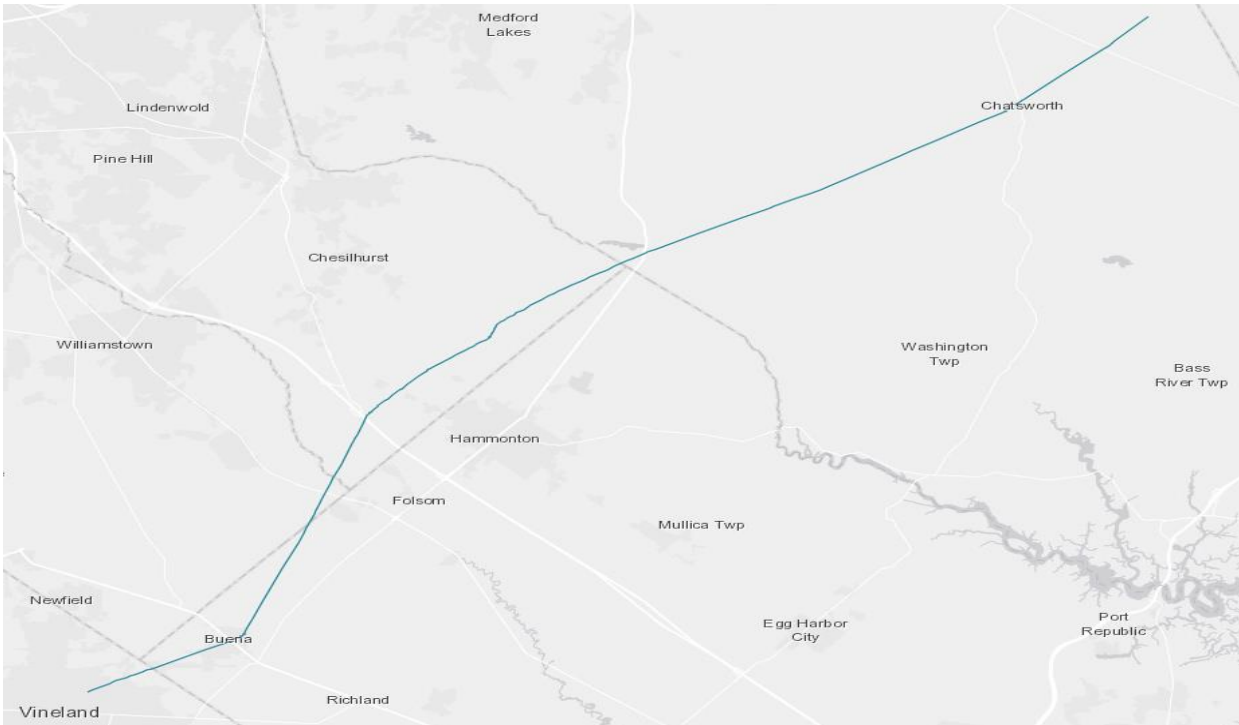 Medford
Lakes
Lindenwold
Chatsworth
Pine Hill
Chesilhurst
Williamstown
Washington
Twp
Bass
River Twp
Hammonton
Folsom
Mullica Twp
Newfield
Buena
Egg Harbor
City
Port
Republic
Richland
Vineland